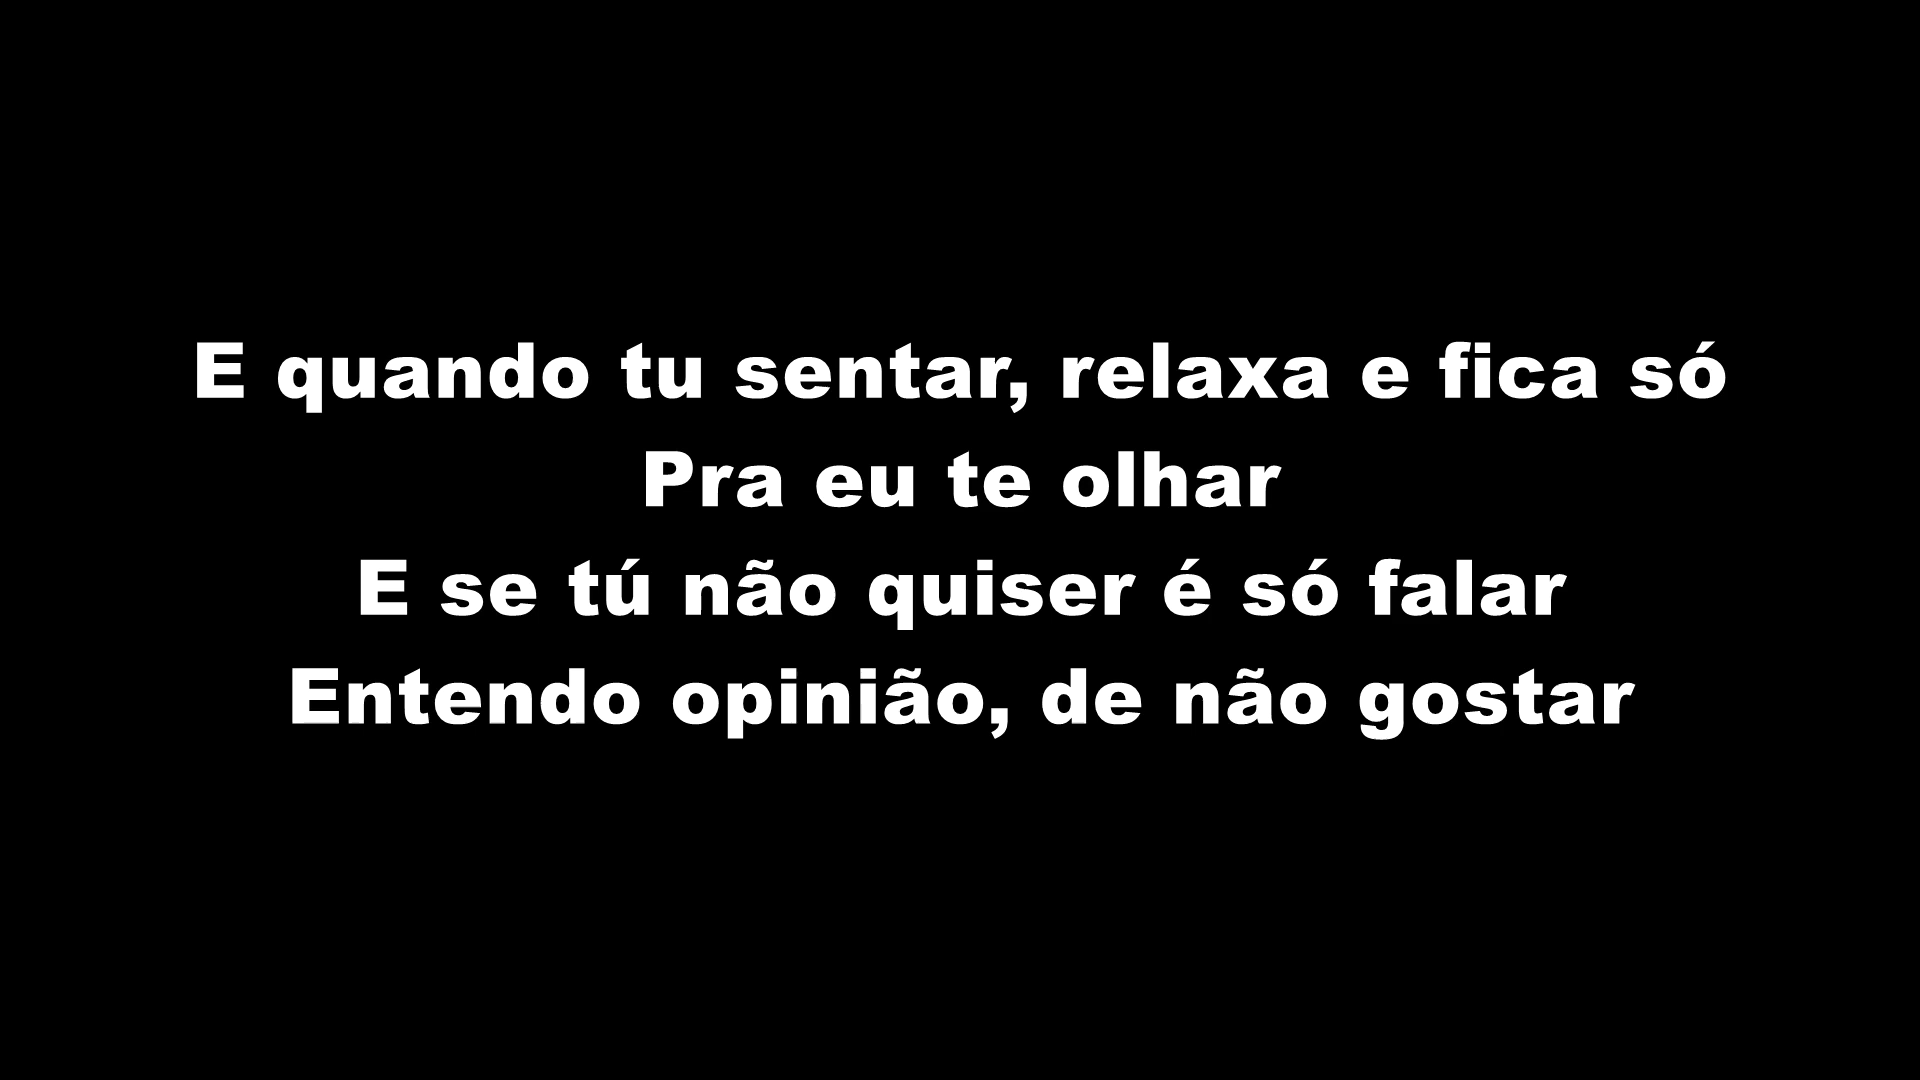 E quando tu sentar, relaxa e fica só
Pra eu te olhar
E se tú não quiser é só falar
Entendo opinião, de não gostar